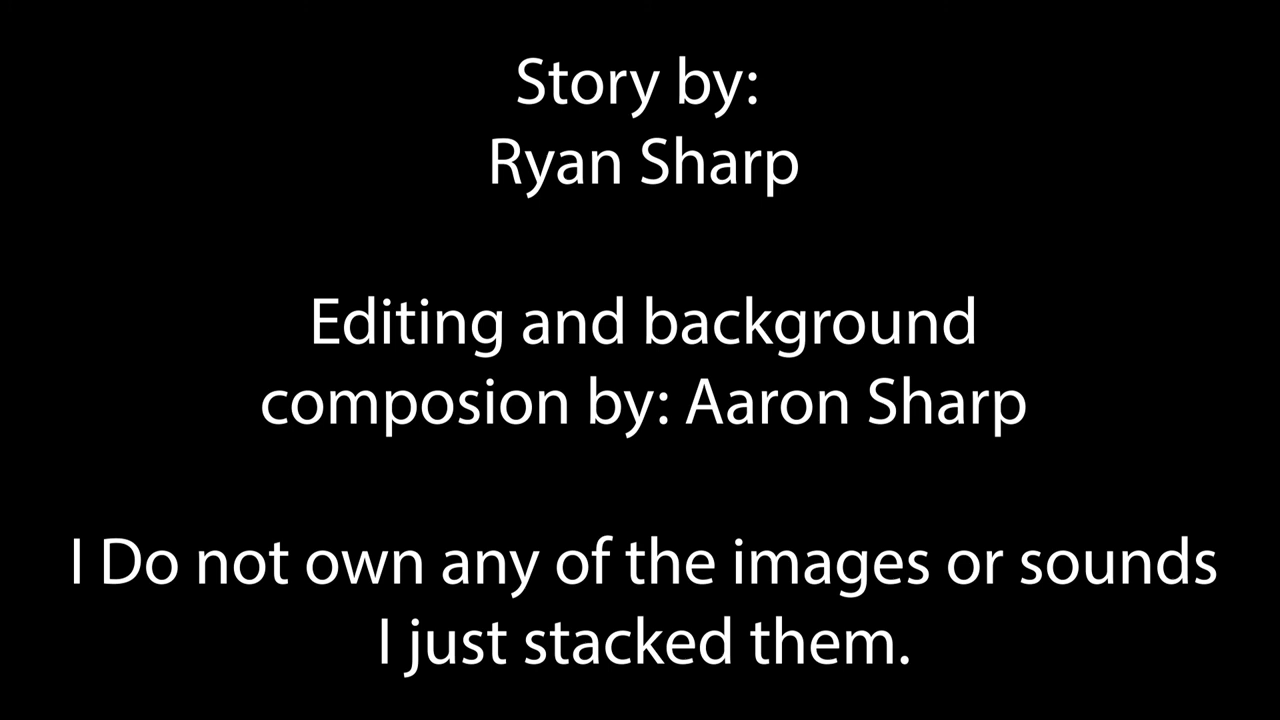 Story by:
Ryan Sharp
Editing and background
composion by: Aaron Sharp
I Do not own any of the images or sounds
I just stacked them.